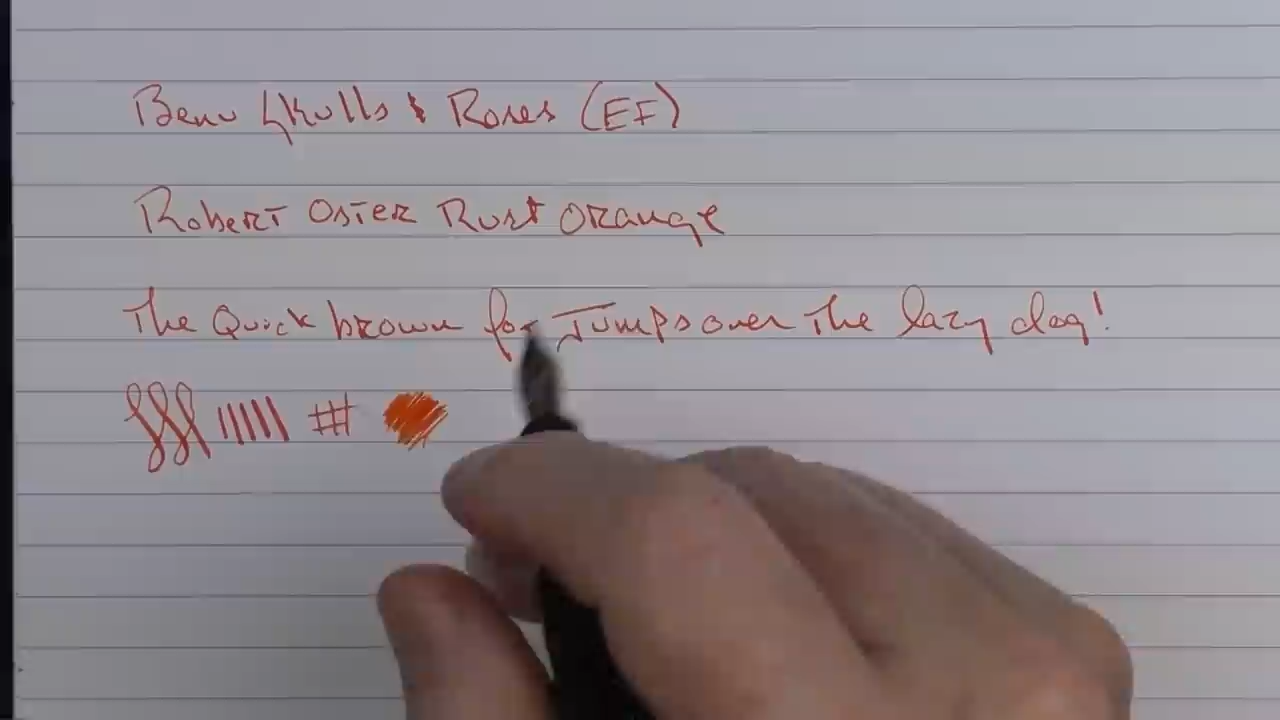 Benu Skulls & Roses (EF)
Robert Oster Rust Orange
The Quick brown fox Jumps over The lazy dog!